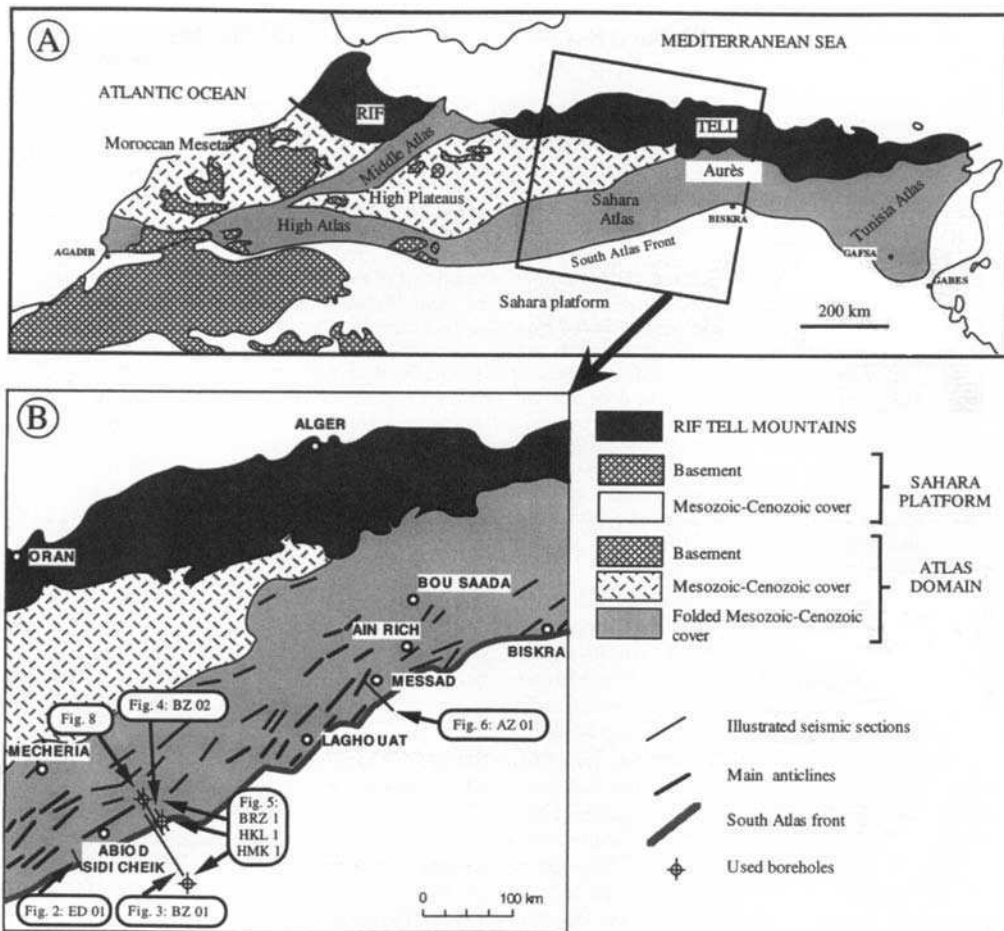 A
MEDITERRANEAN SEA
ATLANTIC OCEAN
RIF
TELL
Moroccan Meseta
Middle Atlas
Aurès
High Plateaus
Sahara
Atlas
Tunisia Atlas
High Atlas
BISKRA
South Atlas Front
AGADIR
GAFSA
GABES
Sahara platform
200 km
B
ALGER
ORAN
BOU SAADA
AIN RICH
BISKRA
MESSAD
Fig. 4: BZ 02
Fig. 8
Fig. 6: AZ 01
LAGHOUAT
MECHERIA
Fig. 5:
BRZ 1
HKL 1
HMK 1
ABIOD
SIDI CHEIK
Fig. 2: ED 01
Fig. 3: BZ 01
0 100 km
RIF TELL MOUNTAINS
Basement
Mesozoic-Cenozoic cover
SAHARA
PLATFORM
Basement
Mesozoic-Cenozoic cover
Folded Mesozoic-Cenozoic
cover
ATLAS
DOMAIN
Illustrated seismic sections
Main anticlines
South Atlas front
Used boreholes